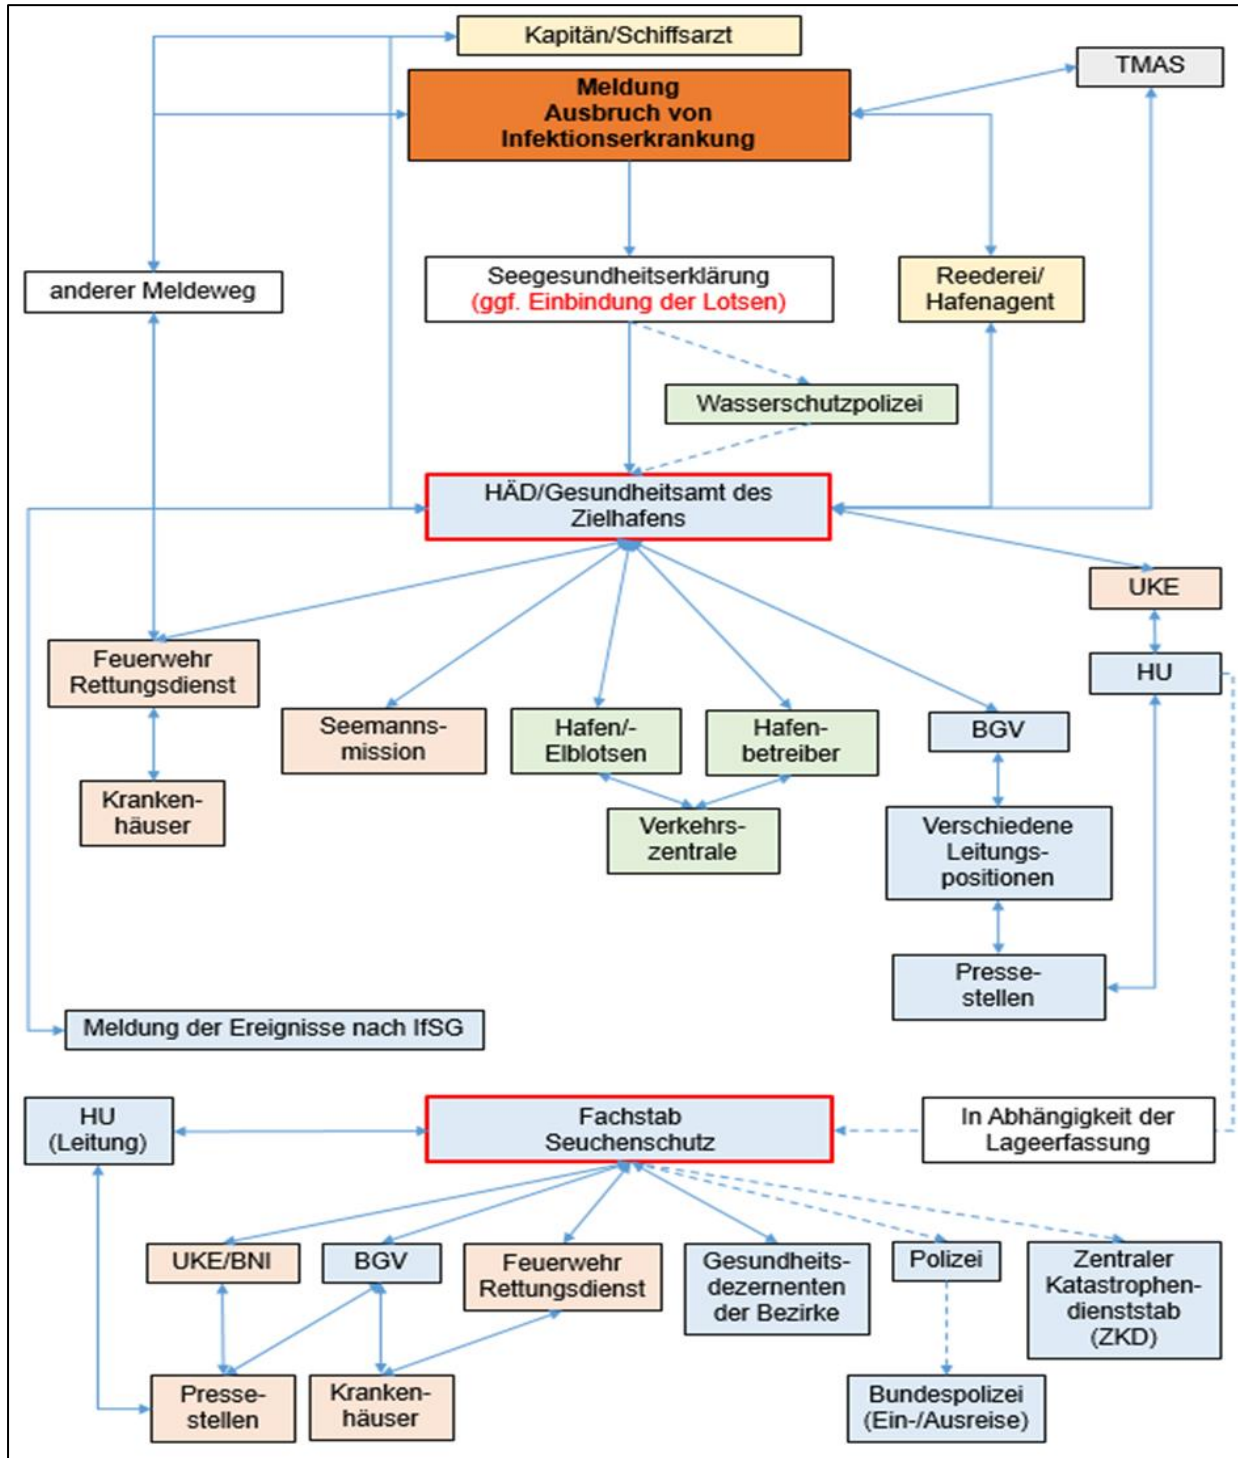 Kapitän/Schiffsarzt
TMAS
Meldung
Ausbruch von
Infektionserkrankung
anderer Meldeweg
Seegesundheitserklärung
(ggf. Einbindung der Lotsen)
Reederei/
Hafenagent
Wasserschutzpolizei
HÄD/Gesundheitsamt des
Zielhafens
UKE
HU
Feuerwehr
Rettungsdienst
Seemanns-
mission
Hafen/-
Elblotsen
Hafen-
betreiber
BGV
Kranken-
häuser
Verkehrs-
zentrale
Verschiedene
Leitungs-
positionen
Presse-
stellen
Meldung der Ereignisse nach IfSG
HU
(Leitung)
Fachstab
Seuchenschutz
In Abhängigkeit der
Lageerfassung
UKE/BNI
BGV
Feuerwehr
Rettungsdienst
Gesundheits-
dezernenten
der Bezirke
Polizei
Zentraler
Katastrophen-
dienststab
(ZKD)
Presse-
stellen
Kranken-
häuser
Bundespolizei
(Ein-/Ausreise)